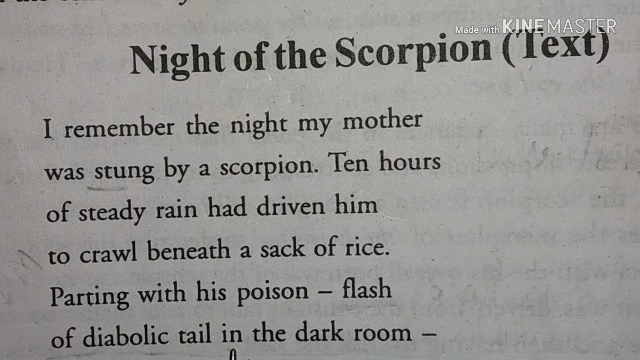 Made with KINEMASTER
Night of the Scorpion (Text)
I remember the night my mother
was stung by a scorpion. Ten hours
of steady rain had driven him
to crawl beneath a sack of rice.
Parting with his poison – flash
of diabolic tail in the dark room –